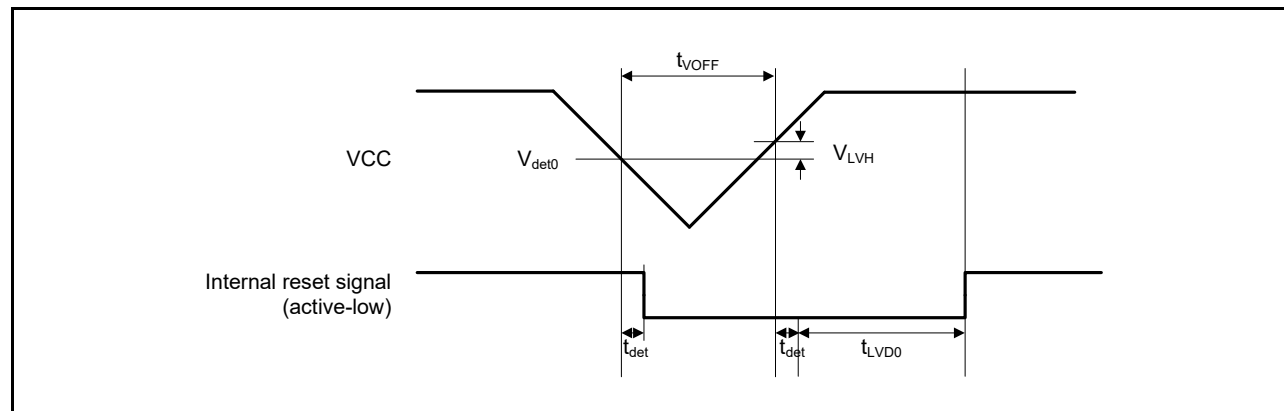 tVOFF
VCC
Vdet0
VLVH
Internal reset signal
(active-low)
tdet
tdet
tLVD0